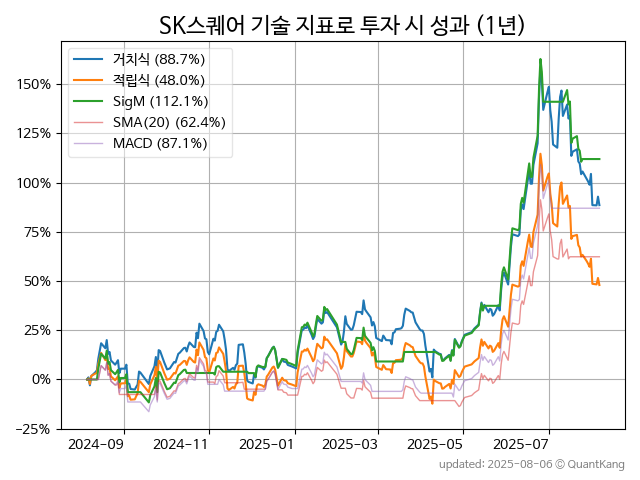 SK스퀘어 기술 지표로 투자 시 성과 (1년)
거치식 (88.7%)
적립식 (48.0%)
SigM (112.1%)
SMA(20) (62.4%)
MACD (87.1%)
150%
125%
100%
75%
50%
25%
0%
−25%
2024-09 2024-11 2025-01 2025-03 2025-05 2025-07
updated: 2025-08-06 © QuantKang